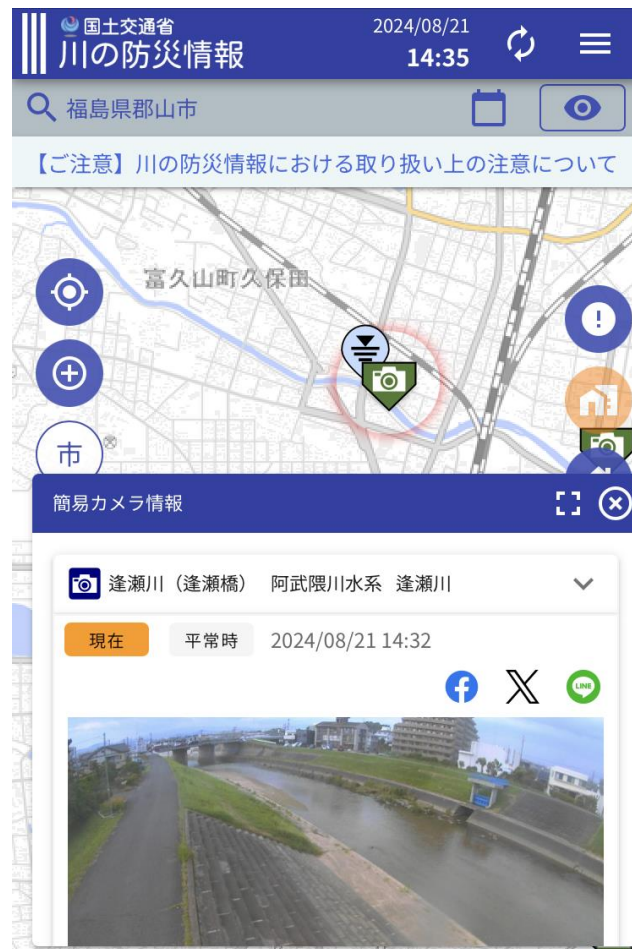 国土交通省
川の防災情報
2024/08/21
14:35
福島県郡山市
【ご注意】川の防災情報における取り扱い上の注意について
富久山町久保田
市
簡易カメラ情報
逢瀬川（逢瀬橋） 阿武隈川水系 逢瀬川
現在 平常時 2024/08/21 14:32
LINE